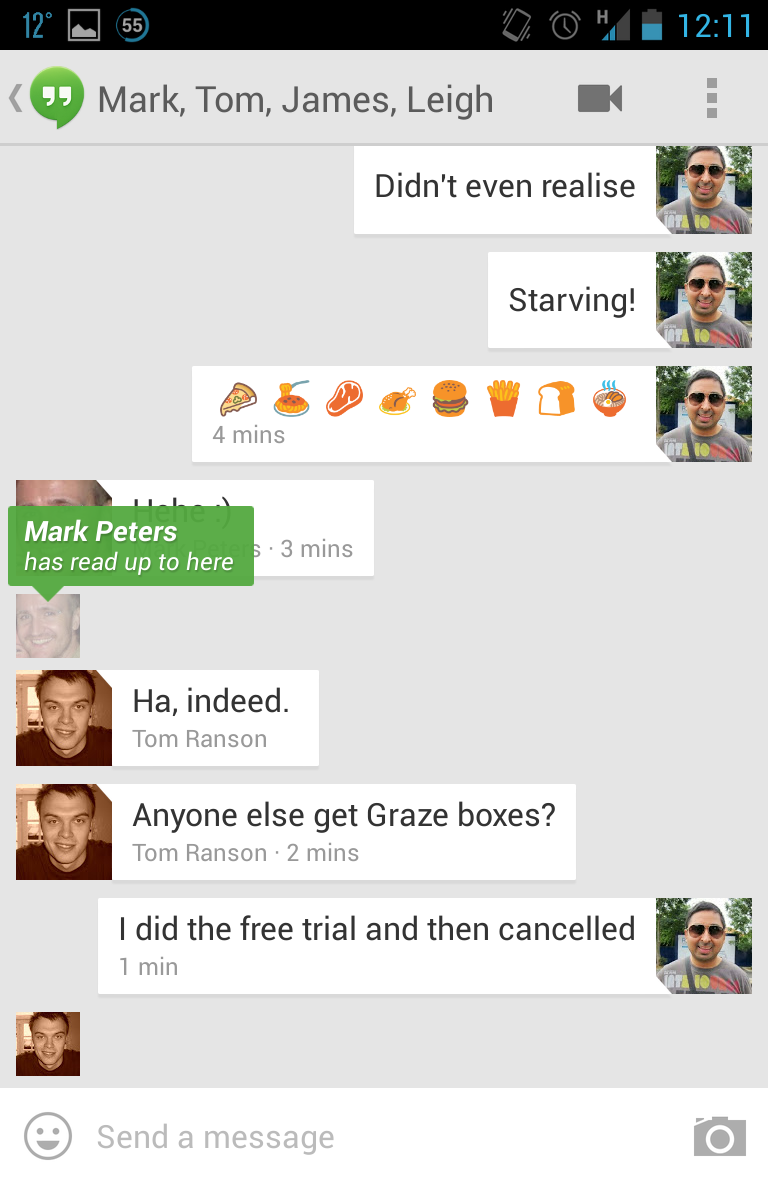 12° 55 H 12:11
Mark, Tom, James, Leigh
Didn't even realise
Starving!
4 mins
Hehe :)
Mark Peters · 3 mins
Mark Peters
has read up to here
Ha, indeed.
Tom Ranson
Anyone else get Graze boxes?
Tom Ranson · 2 mins
I did the free trial and then cancelled
1 min
Send a message